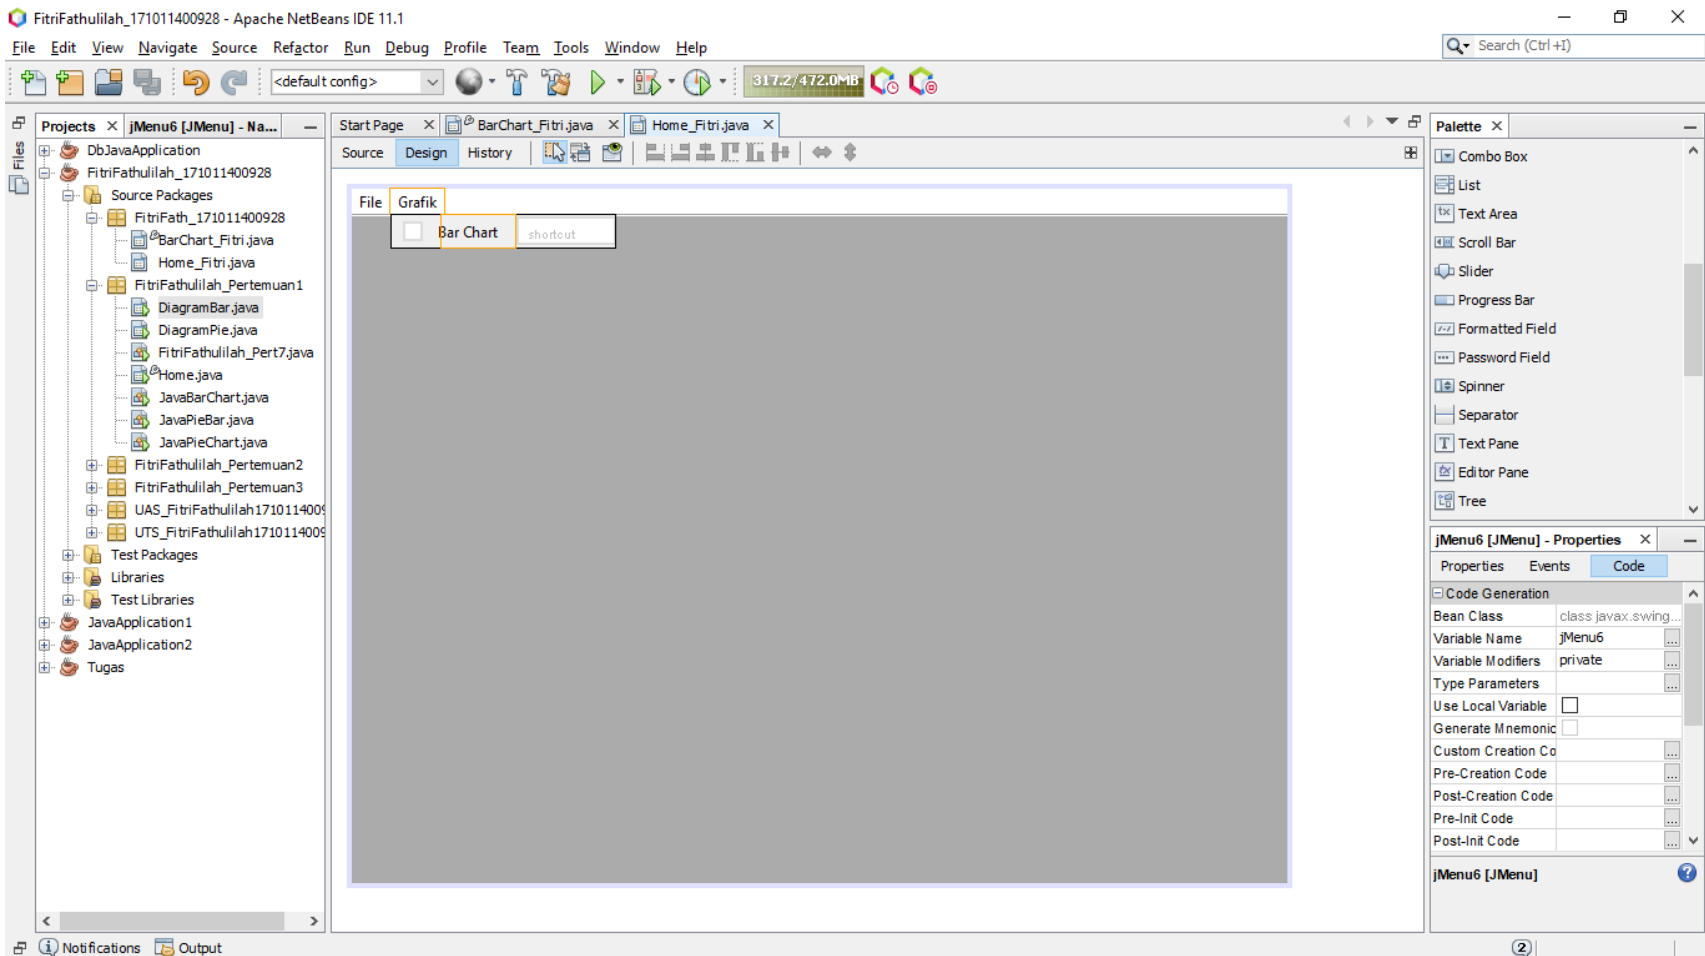 FitriFathulilah_171011400928 - Apache NetBeans IDE 11.1
File Edit View Navigate Source Refactor Run Debug Profile Team Tools Window Help
Search (Ctrl+I)
<default config>
317.2/472.0MB
Files
Projects
jMenu6 [JMenu] - Na...
DbJavaApplication
FitriFathulilah_171011400928
Source Packages
FitriFath_171011400928
BarChart_Fitri.java
Home_Fitri.java
FitriFathulilah_Pertemuan1
DiagramBar.java
DiagramPie.java
FitriFathulilah_Pert7.java
Home.java
JavaBarChart.java
JavaPieBar.java
JavaPieChart.java
FitriFathulilah_Pertemuan2
FitriFathulilah_Pertemuan3
UAS_FitriFathulilah1710114009
UTS_FitriFathulilah1710114009
Test Packages
Libraries
Test Libraries
JavaApplication1
JavaApplication2
Tugas
Start Page
BarChart_Fitri.java
Home_Fitri.java
Source Design History
File Grafik
Bar Chart shortcut
Palette
Combo Box
List
Text Area
Scroll Bar
Slider
Progress Bar
Formatted Field
Password Field
Spinner
Separator
Text Pane
Editor Pane
Tree
jMenu6 [JMenu] - Properties
Properties Events Code
Code Generation
Bean Class class javax.swing...
Variable Name jMenu6 ...
Variable Modifiers private ...
Type Parameters ...
Use Local Variable
Generate Mnemonic
Custom Creation Co ...
Pre-Creation Code ...
Post-Creation Code ...
Pre-Init Code ...
Post-Init Code ...
jMenu6 [JMenu]
Notifications Output
2